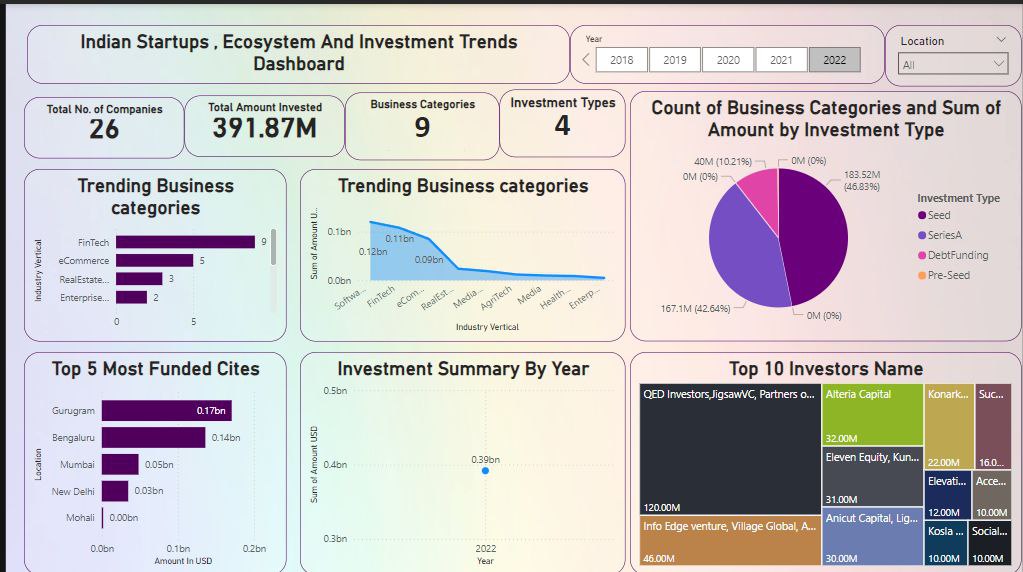 Indian Startups , Ecosystem And Investment Trends
Dashboard
Year
2018
2019
2020
2021
2022
Location
All
Total No. of Companies
26
Total Amount Invested
391.87M
Business Categories
9
Investment Types
4
Count of Business Categories and Sum of
Amount by Investment Type
40M (10.21%)
0M (0%)
0M (0%)
183.52M
(46.83%)
167.1M (42.64%)
0M (0%)
Investment Type
Seed
SeriesA
DebtFunding
Pre-Seed
Trending Business
categories
Industry Vertical
FinTech
9
eCommerce
5
RealEstate...
3
Enterprise...
2
0
5
Trending Business categories
Sum of Amount U...
0.1bn
0.0bn
0.12bn
0.11bn
0.09bn
Softwa...
FinTech
eCom...
RealEst...
Media...
AgriTech
Media
Health...
Enterp...
Industry Vertical
Top 5 Most Funded Cites
Location
Gurugram
0.17bn
Bengaluru
0.14bn
Mumbai
0.05bn
New Delhi
0.03bn
Mohali
0.00bn
0.0bn
0.1bn
0.2bn
Amount In USD
Investment Summary By Year
Sum of Amount USD
0.5bn
0.4bn
0.3bn
0.39bn
2022
Year
Top 10 Investors Name
QED Investors,JigsawVC, Partners o...
120.00M
Info Edge venture, Village Global, A...
46.00M
Alteria Capital
32.00M
Eleven Equity, Kun...
31.00M
Anicut Capital, Lig...
30.00M
Konark...
22.00M
Suc...
16.0...
Elevati...
12.00M
Acce...
10.00M
Kosla ...
10.00M
Social...
10.00M